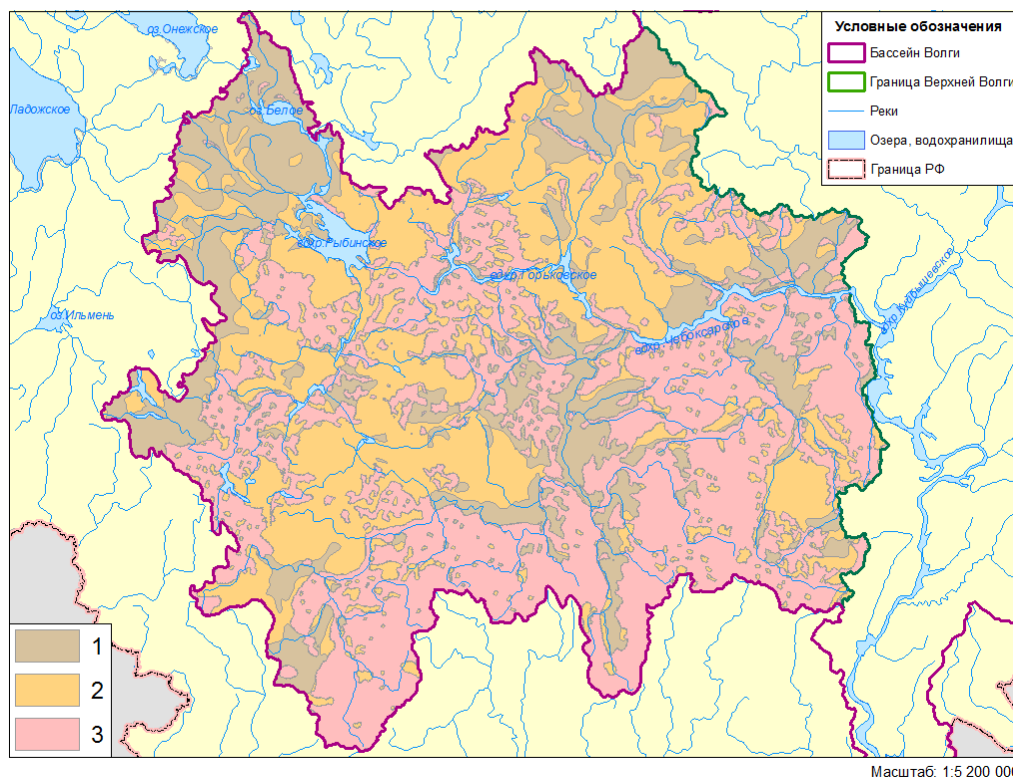 оз.Онежское
Ладожское
оз.Белое
вдхр.Рыбинское
вдхр.Горьковское
оз.Ильмень
вдхр.Чебоксарское
вдхр.Куйбышевское
Условные обозначения
Бассейн Волги
Граница Верхней Волги
Реки
Озера, водохранилища
Граница РФ
1
2
3
Масштаб: 1:5 200 000